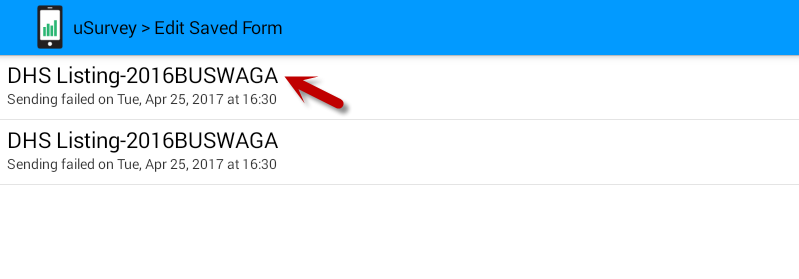 uSurvey > Edit Saved Form
DHS Listing-2016BUSWAGA
Sending failed on Tue, Apr 25, 2017 at 16:30
DHS Listing-2016BUSWAGA
Sending failed on Tue, Apr 25, 2017 at 16:30